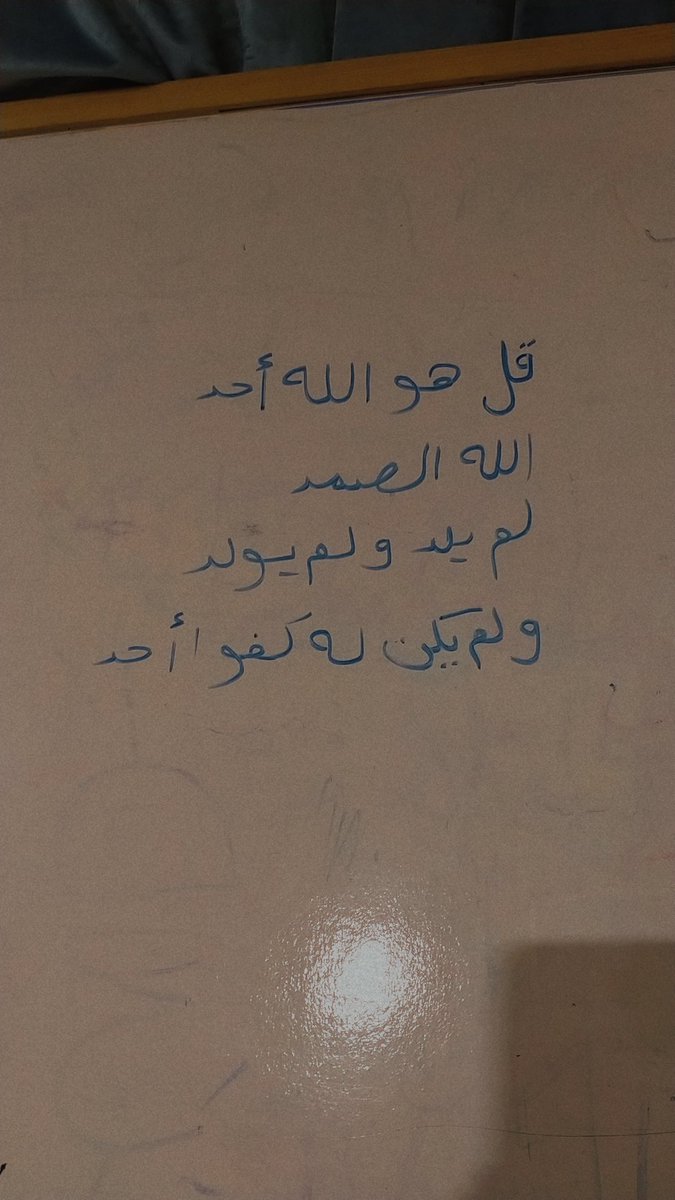 قل هو الله أحد
الله الصمد
لم يلد ولم يولد
ولم يكن له كفوا أحد